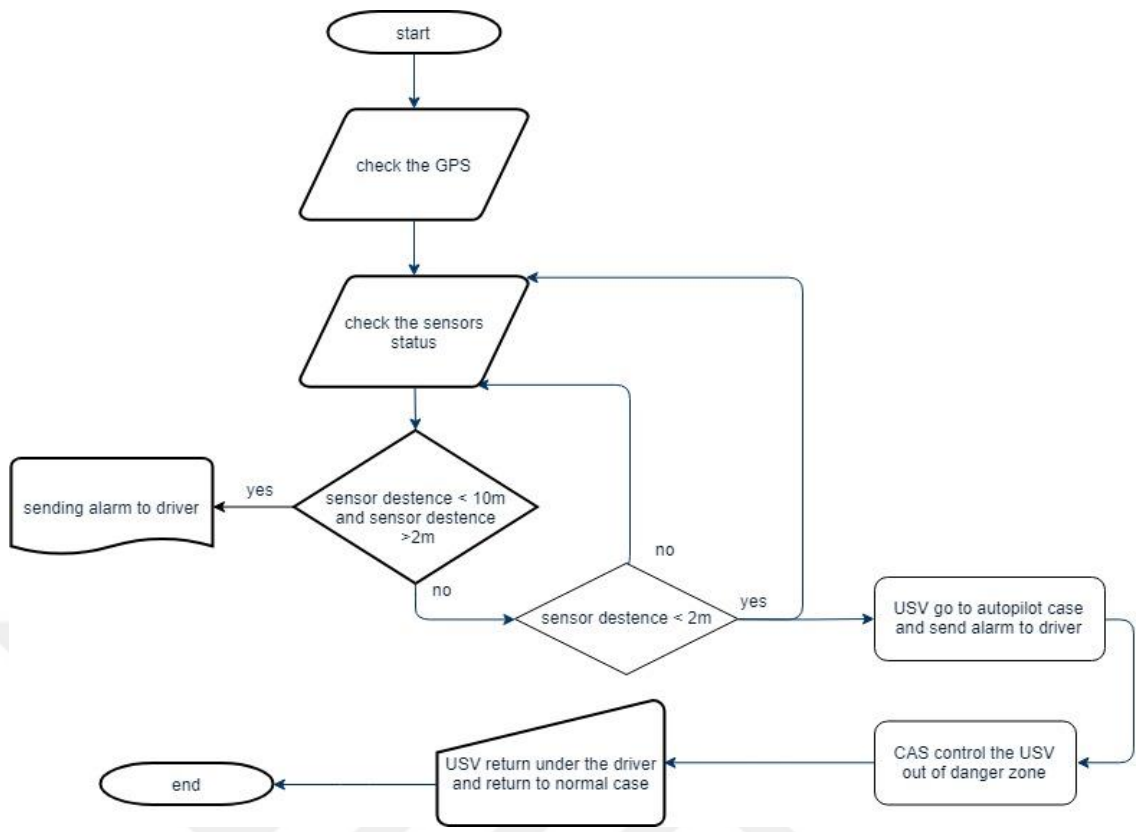 start
check the GPS
check the sensors
status
sensor destence < 10m
and sensor destence
>2m
yes
sending alarm to driver
no
sensor destence < 2m
no
yes
USV go to autopilot case
and send alarm to driver
CAS control the USV
out of danger zone
USV return under the driver
and return to normal case
end